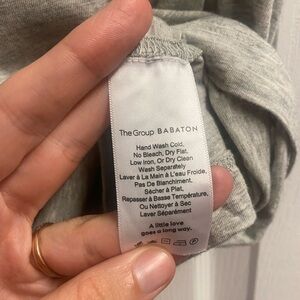 The Group BABATON
Hand Wash Cold,
No Bleach, Dry Flat,
Low Iron, Or Dry Clean
Wash Separately
Laver à La Main à L'eau Froide,
Pas De Blanchiment,
Sécher à Plat,
Repasser à Basse Température,
Ou Nettoyer à Sec
Laver Séparément
A little love
goes a long way.